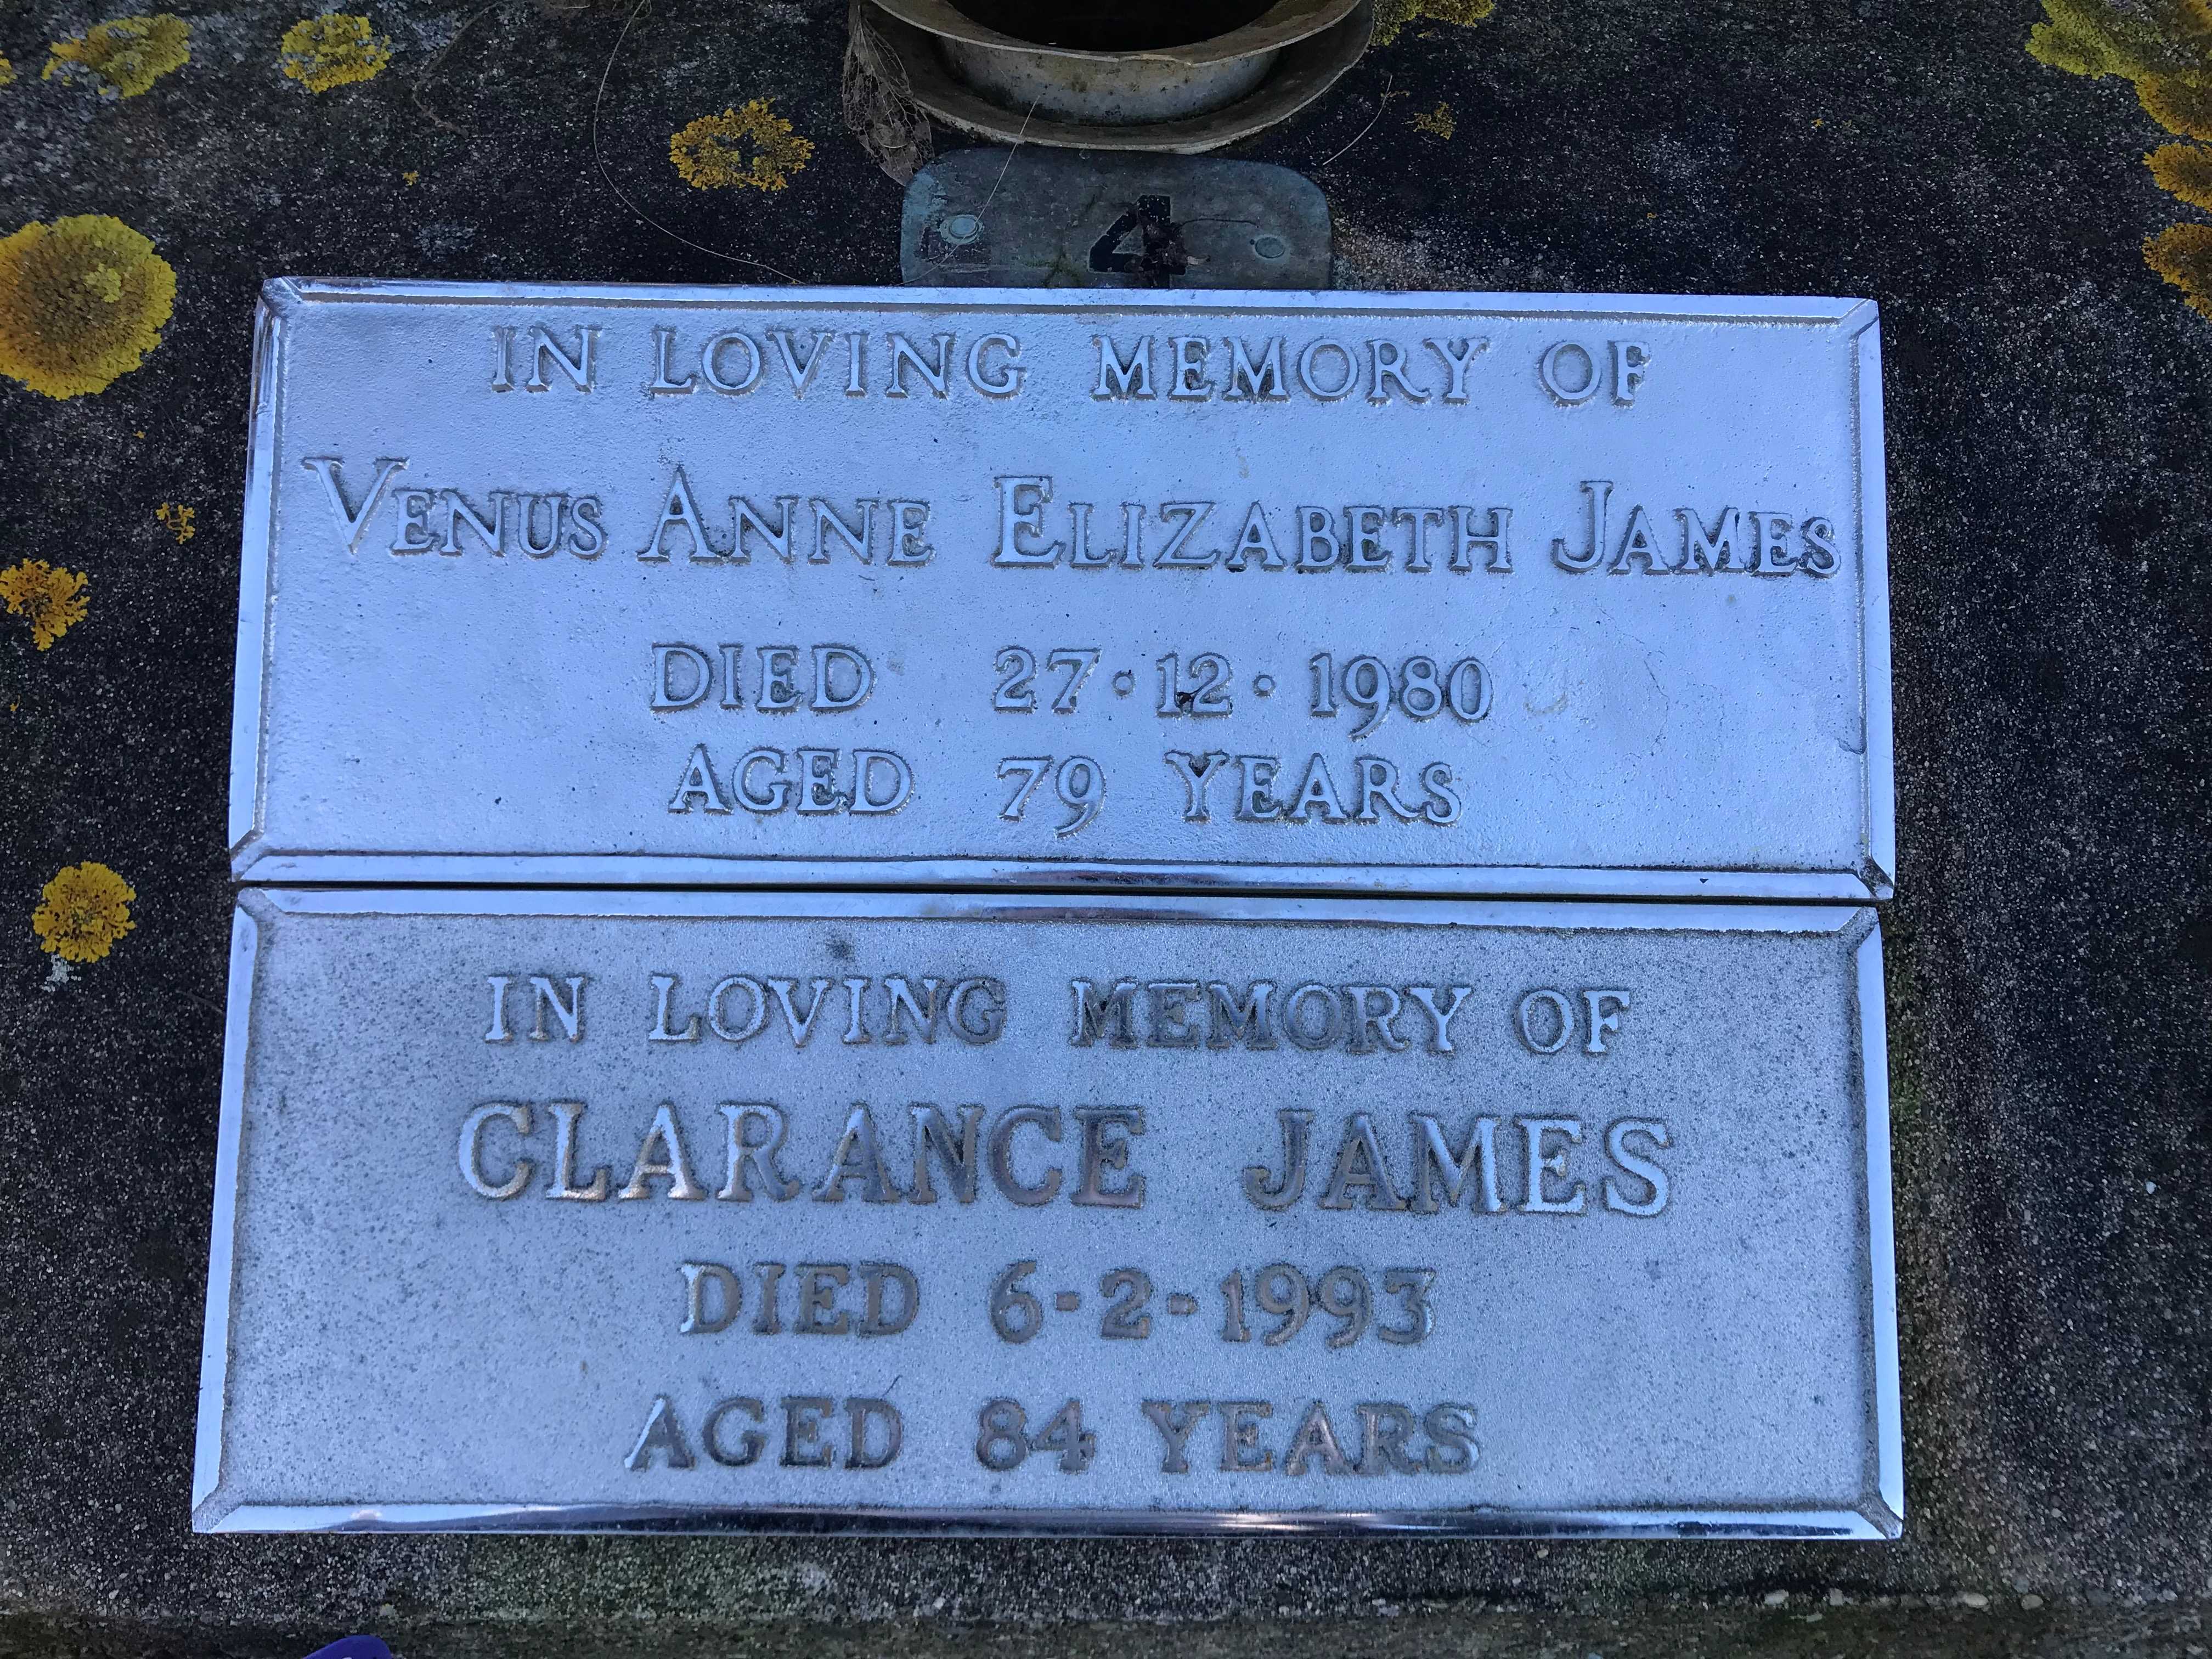 4
IN LOVING MEMORY OF
VENUS ANNE ELIZABETH JAMES
DIED 27·12·1980
AGED 79 YEARS
IN LOVING MEMORY OF
CLARANCE JAMES
DIED 6-2-1993
AGED 84 YEARS